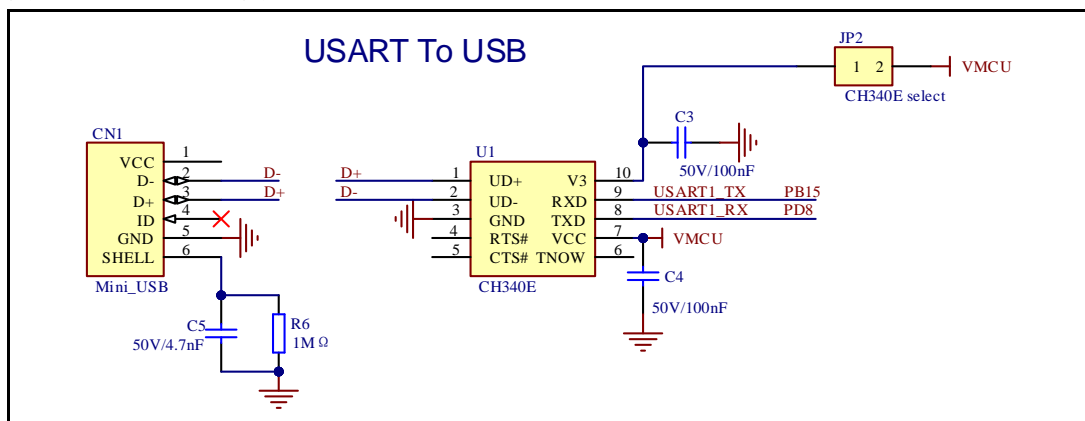 USART To USB
JP2
1 2
VMCU
CH340E select
C3
50V/100nF
CN1
VCC 1
D- 2 D-
D+ 3 D+
ID 4
GND 5
SHELL 6
Mini_USB
U1
D+ 1 UD+ V3 10
D- 2 UD- RXD 9 USART1_TX PB15
3 GND TXD 8 USART1_RX PD8
4 RTS# VCC 7 VMCU
5 CTS# TNOW 6
CH340E
C4
50V/100nF
C5
50V/4.7nF
R6
1MΩ